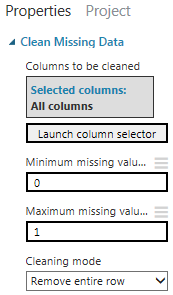 Properties Project
Clean Missing Data
Columns to be cleaned
Selected columns:
All columns
Launch column selector
Minimum missing valu...
0
Maximum missing valu...
1
Cleaning mode
Remove entire row